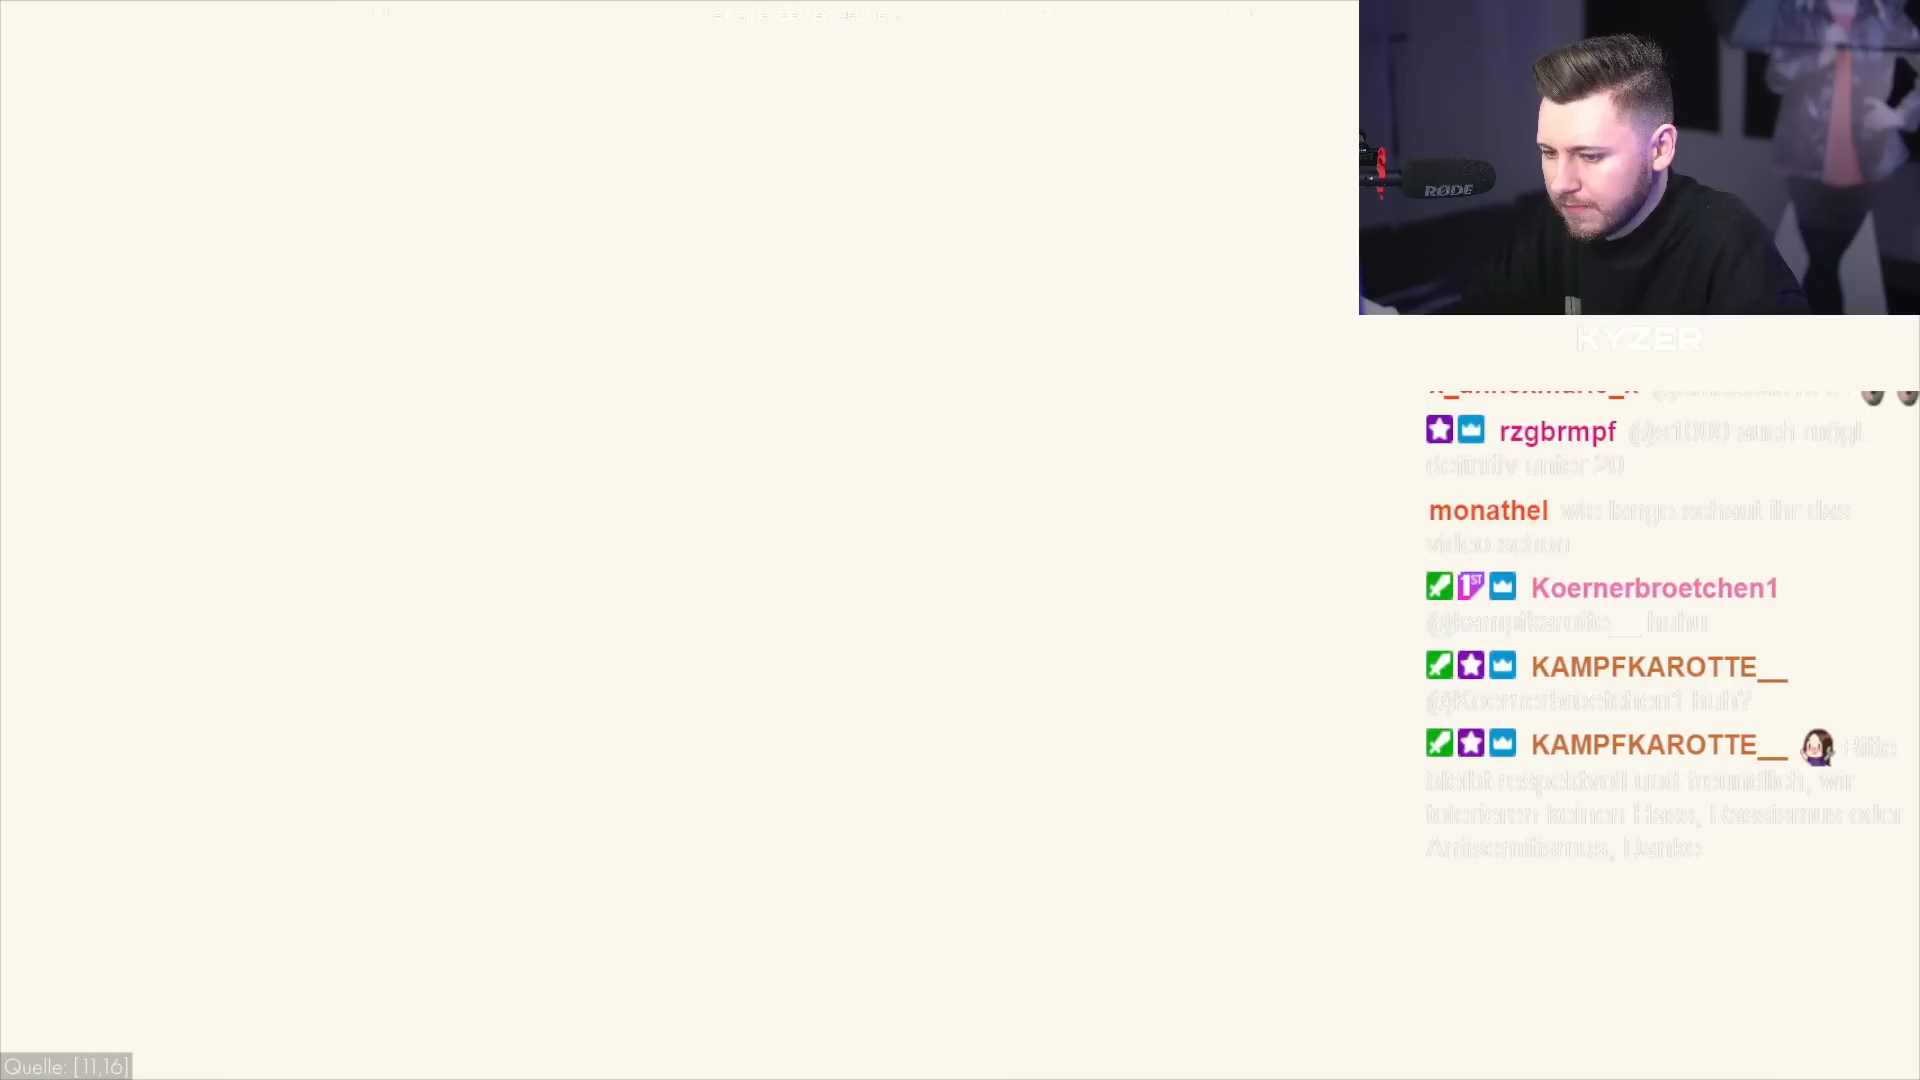 RØDE
KYZER
rzgbrmpf @s1000 auch mögl.
definitiv unter 20
monathel wie lange schaut ihr das
video schon
Koernerbroetchen1
@kampfkarotte__ huhu
KAMPFKAROTTE__
@Koernerbroetchen1 huh?
KAMPFKAROTTE__ Bitte
bleibt respektvoll und freundlich, wir
tolerieren keinen Hass, Rassismus oder
Antisemitismus, Danke
Quelle: [11,16]